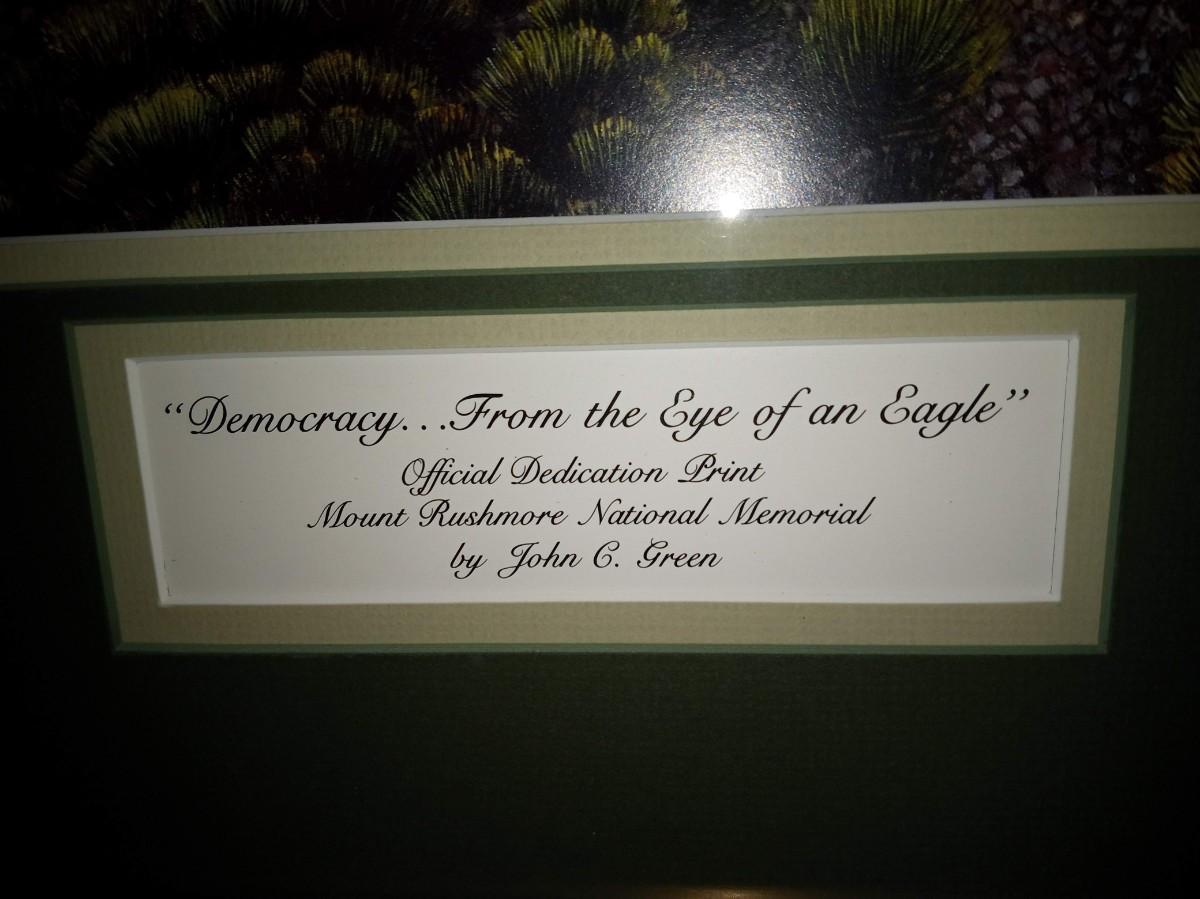 “Democracy...From the Eye of an Eagle”
Official Dedication Print
Mount Rushmore National Memorial
by John C. Green